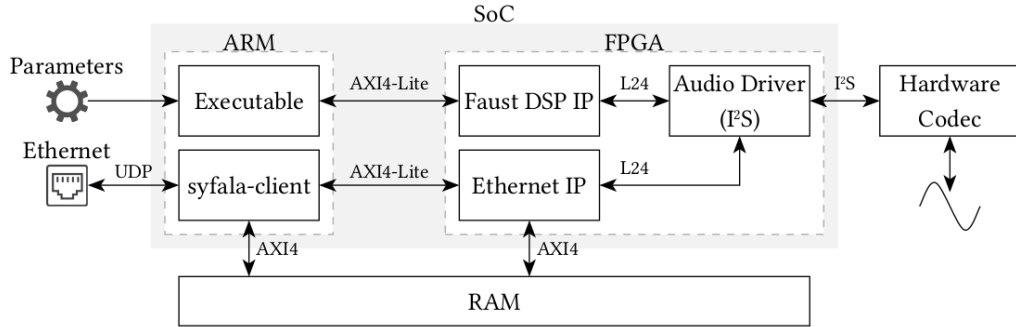 SoC
ARM
FPGA
Parameters
Executable
AXI4-Lite
Faust DSP IP
L24
Audio Driver
(I²S)
I²S
Hardware
Codec
Ethernet
UDP
syfala-client
AXI4-Lite
Ethernet IP
L24
AXI4
AXI4
RAM